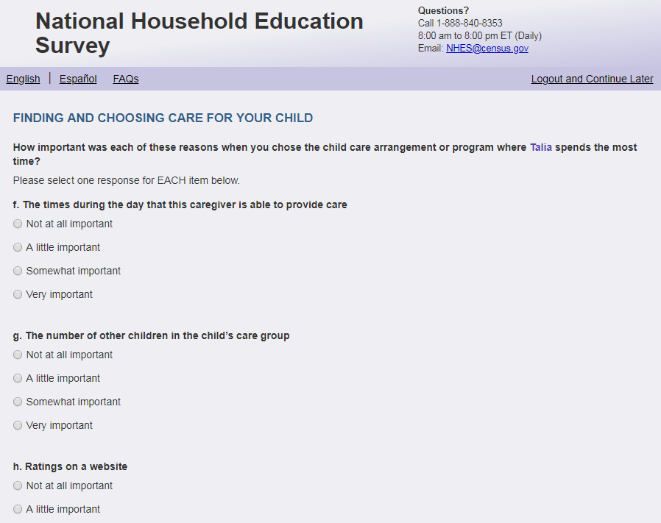 National Household Education
Survey
Questions?
Call 1-888-840-8353
8:00 am to 8:00 pm ET (Daily)
Email: NHES@census.gov
English | Español FAQs Logout and Continue Later
FINDING AND CHOOSING CARE FOR YOUR CHILD
How important was each of these reasons when you chose the child care arrangement or program where Talia spends the most
time?
Please select one response for EACH item below.
f. The times during the day that this caregiver is able to provide care
Not at all important
A little important
Somewhat important
Very important
g. The number of other children in the child's care group
Not at all important
A little important
Somewhat important
Very important
h. Ratings on a website
Not at all important
A little important